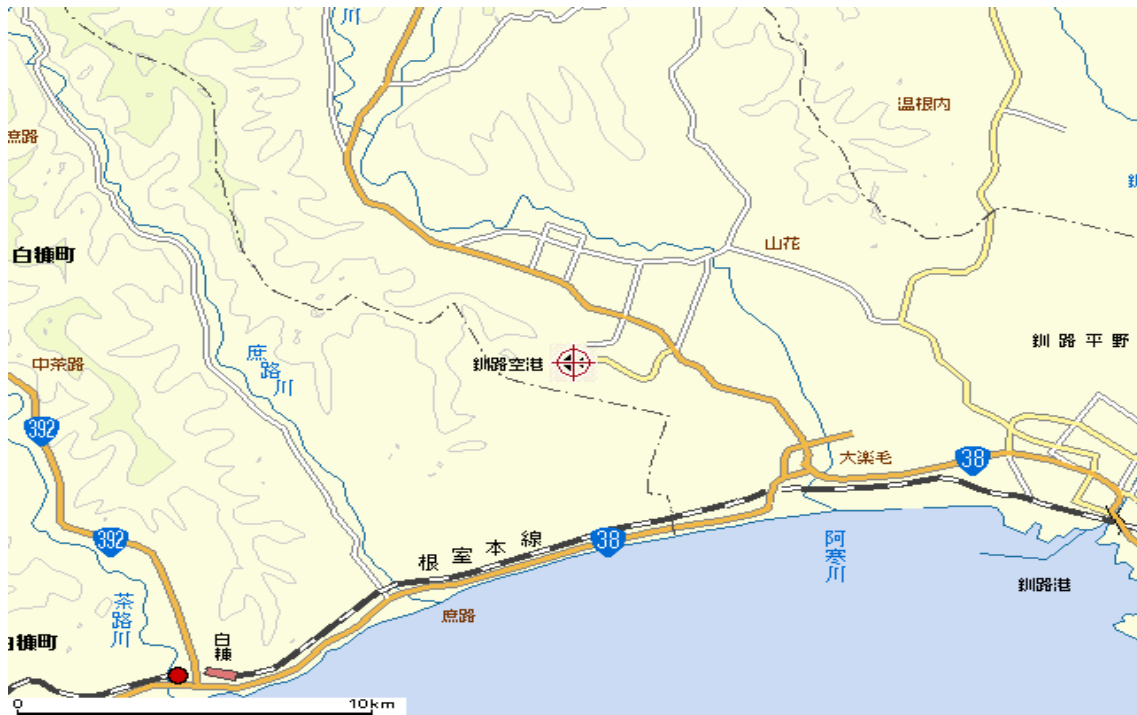 川
川
温根内
庶路
釧
山花
白糠町
釧路平野
庶路川
中茶路
釧路空港
392
大楽毛
38
392
38
根室本線
阿寒川
釧路港
茶路川
庶路
白糠
白糠町
0 10km